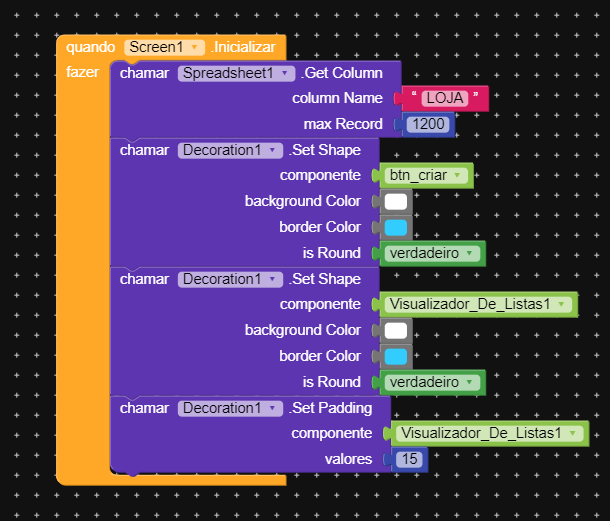 quando Screen1 .Inicializar
fazer chamar Spreadsheet1 .Get Column
column Name “ LOJA ”
max Record 1200
chamar Decoration1 .Set Shape
componente btn_criar
background Color
border Color
is Round verdadeiro
chamar Decoration1 .Set Shape
componente Visualizador_De_Listas1
background Color
border Color
is Round verdadeiro
chamar Decoration1 .Set Padding
componente Visualizador_De_Listas1
valores 15